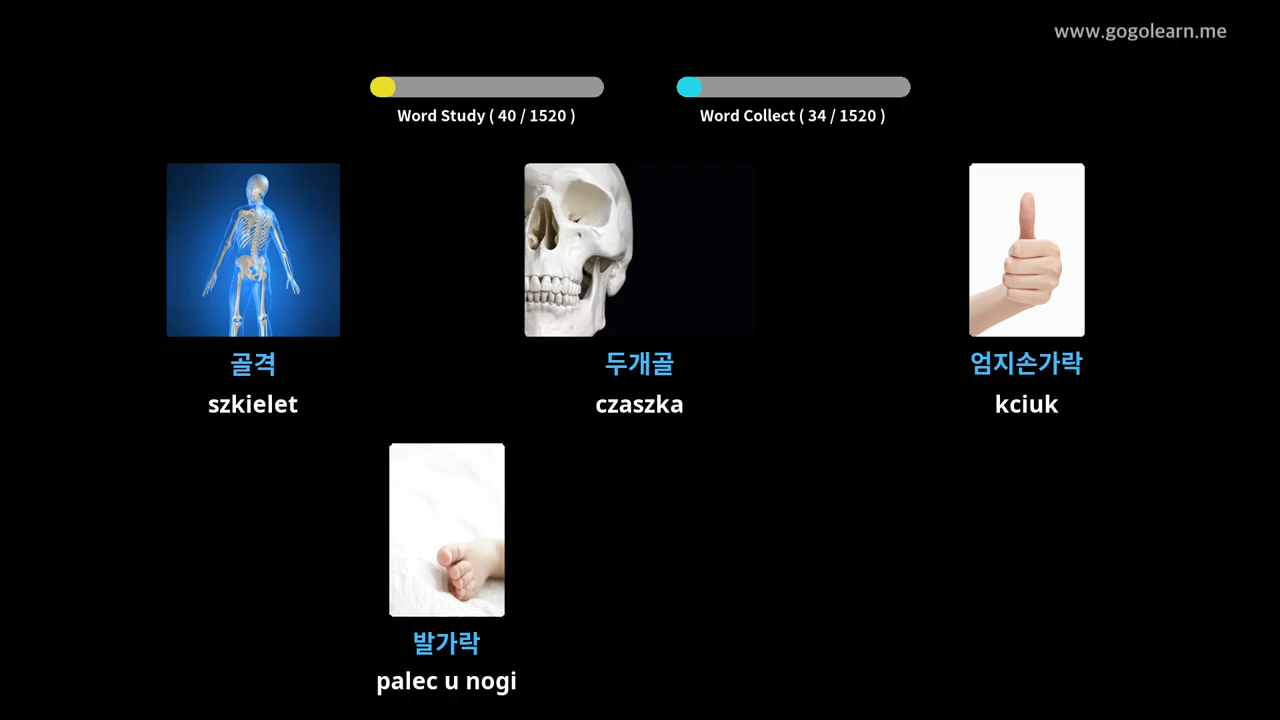 www.gogolearn.me
Word Study ( 40 / 1520 )
Word Collect ( 34 / 1520 )
골격
두개골
엄지손가락
szkielet
czaszka
kciuk
발가락
palec u nogi